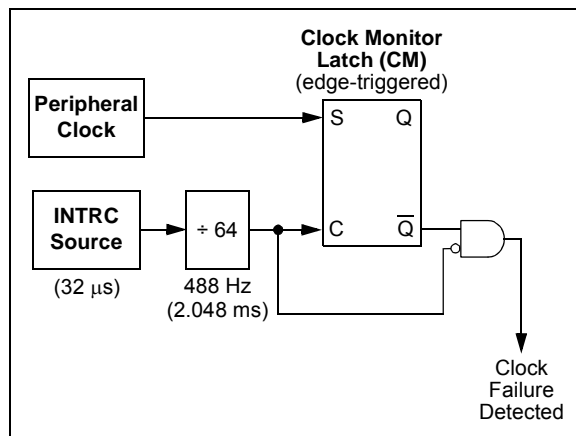 Clock Monitor
Latch (CM)
(edge-triggered)
Peripheral
Clock
S Q
INTRC
Source
÷ 64
C Q̅
(32 μs)
488 Hz
(2.048 ms)
Clock
Failure
Detected